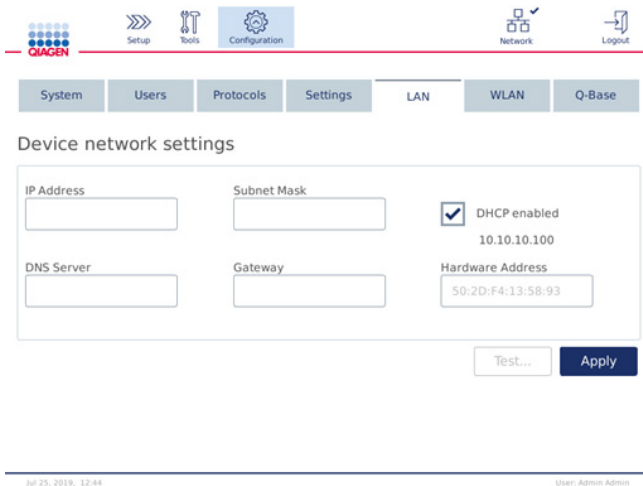 QIAGEN
Setup
Tools
Configuration
Network
Logout
System Users Protocols Settings LAN WLAN Q-Base
Device network settings
IP Address Subnet Mask
DHCP enabled
10.10.10.100
DNS Server Gateway Hardware Address
50:2D:F4:13:58:93
Test... Apply
Jul 25, 2019, 12:44 User: Admin Admin